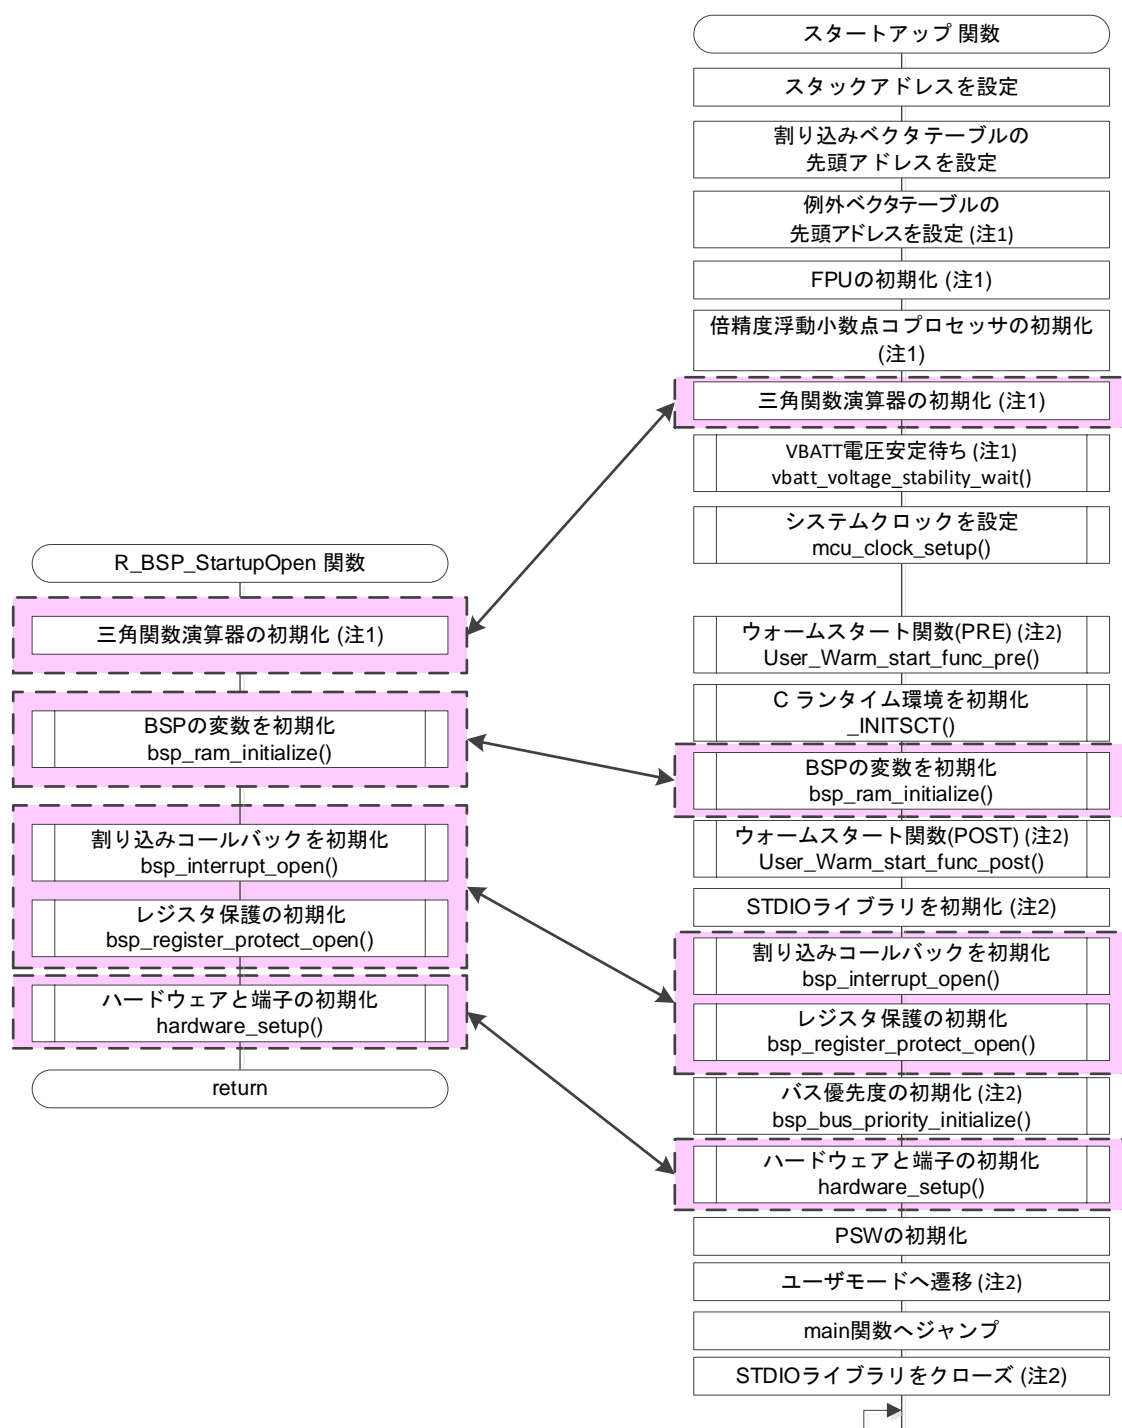 スタートアップ 関数
スタックアドレスを設定
割り込みベクタテーブルの
先頭アドレスを設定
例外ベクタテーブルの
先頭アドレスを設定 (注1)
FPUの初期化 (注1)
倍精度浮動小数点コプロセッサの初期化
(注1)
三角関数演算器の初期化 (注1)
VBATT電圧安定待ち (注1)
vbatt_voltage_stability_wait()
システムクロックを設定
mcu_clock_setup()
ウォームスタート関数(PRE) (注2)
User_Warm_start_func_pre()
C ランタイム環境を初期化
_INITSCT()
BSPの変数を初期化
bsp_ram_initialize()
ウォームスタート関数(POST) (注2)
User_Warm_start_func_post()
STDIOライブラリを初期化 (注2)
割り込みコールバックを初期化
bsp_interrupt_open()
レジスタ保護の初期化
bsp_register_protect_open()
バス優先度の初期化 (注2)
bsp_bus_priority_initialize()
ハードウェアと端子の初期化
hardware_setup()
PSWの初期化
ユーザモードへ遷移 (注2)
main関数へジャンプ
STDIOライブラリをクローズ (注2)
R_BSP_StartupOpen 関数
三角関数演算器の初期化 (注1)
BSPの変数を初期化
bsp_ram_initialize()
割り込みコールバックを初期化
bsp_interrupt_open()
レジスタ保護の初期化
bsp_register_protect_open()
ハードウェアと端子の初期化
hardware_setup()
return